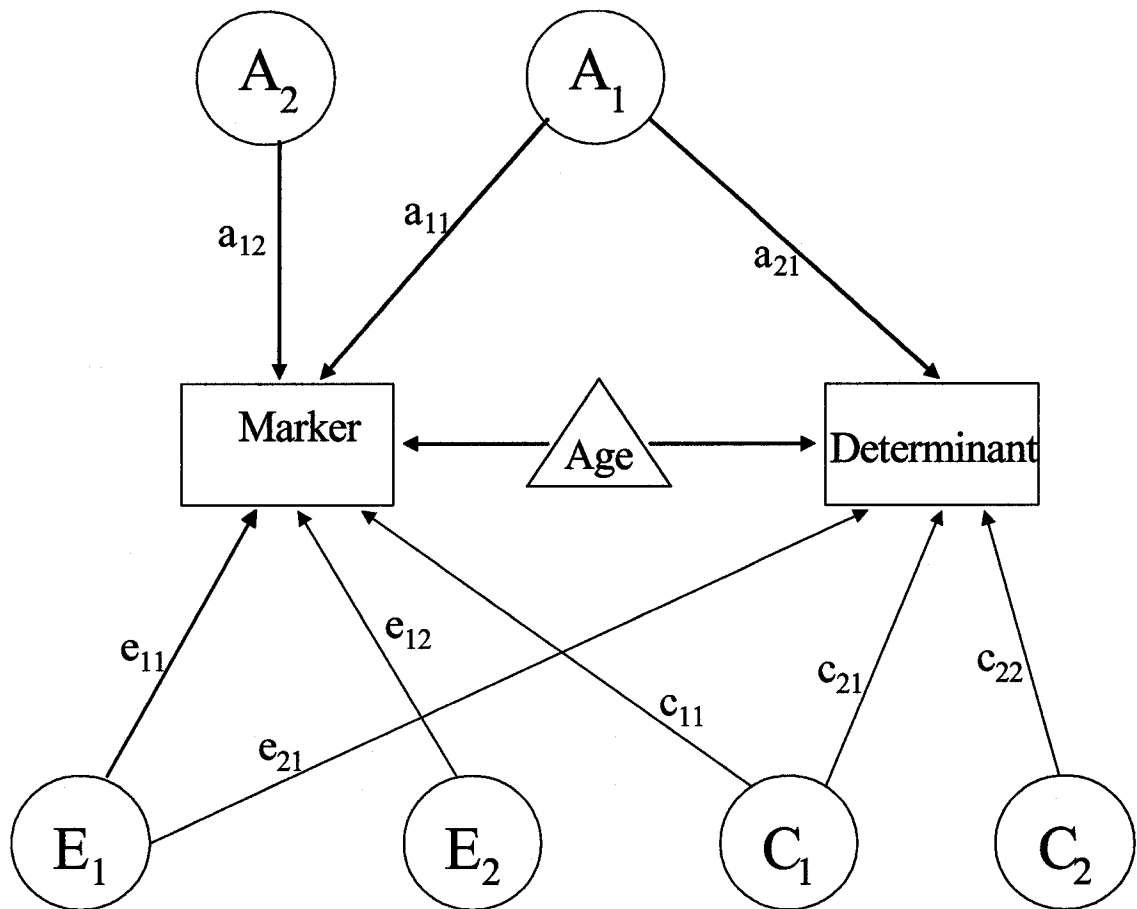 A₂
A₁
a₁₂
a₁₁
a₂₁
Marker
Age
Determinant
e₁₁
e₁₂
e₂₁
c₁₁
c₂₁
c₂₂
E₁
E₂
C₁
C₂